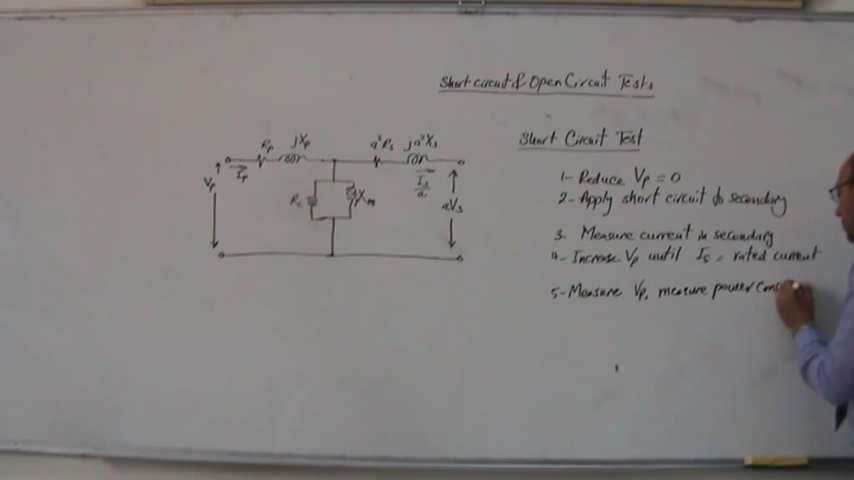 Short Circuit & Open Circuit Tests
Short Circuit Test
1- Reduce Vp = 0
2- Apply short circuit to secondary
3- Measure current in secondary
4- Increase Vp until Is = rated current
5- Measure Vp, measure power cons
Rp jXp a²Rs ja²Xs
Vp Ip Is/a
Rc Xm aVs